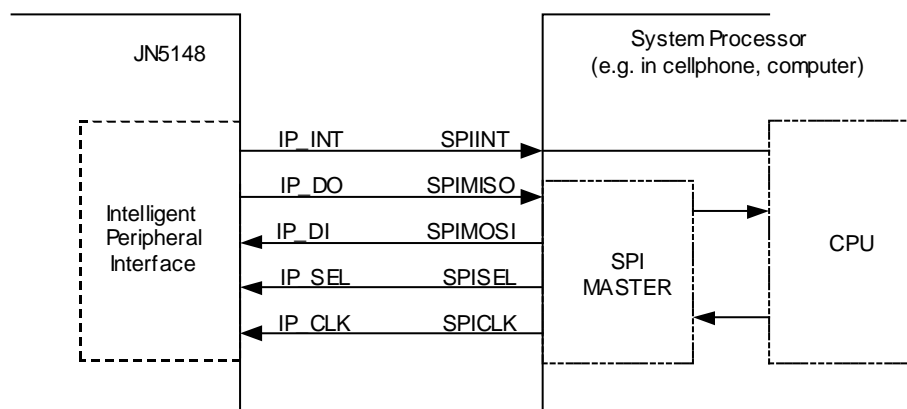 JN5148
System Processor
(e.g. in cellphone, computer)
IP_INT SPIINT
IP_DO SPIMISO
IP_DI SPIMOSI
IP_SEL SPISEL
IP_CLK SPICLK
Intelligent
Peripheral
Interface
SPI
MASTER
CPU